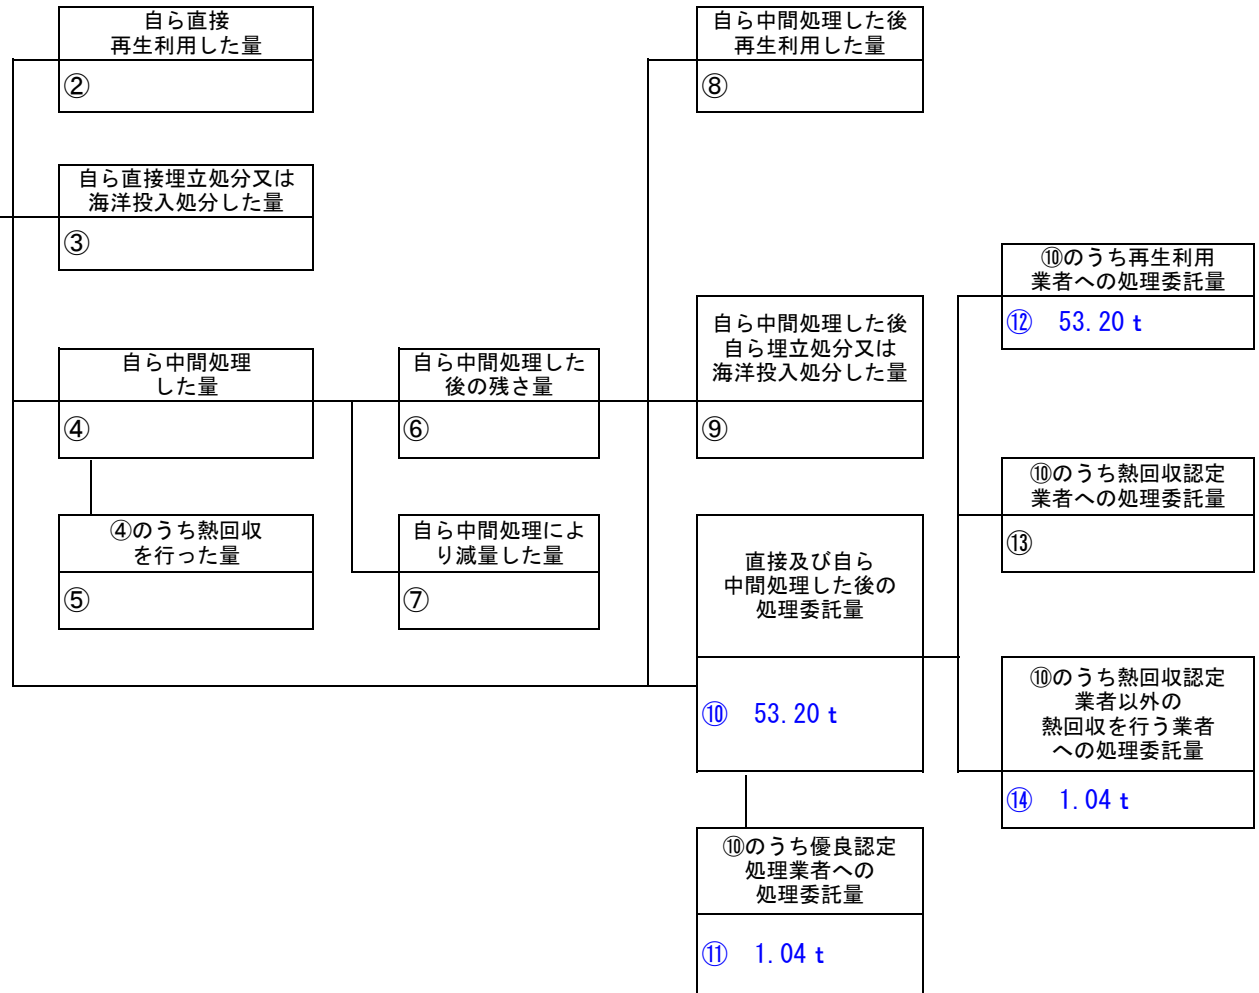 自ら直接
再生利用した量
②
自ら中間処理した後
再生利用した量
⑧
自ら直接埋立処分又は
海洋投入処分した量
③
⑩のうち再生利用
業者への処理委託量
⑫ 53.20 t
自ら中間処理
した量
④
自ら中間処理した
後の残さ量
⑥
自ら中間処理した後
自ら埋立処分又は
海洋投入処分した量
⑨
⑩のうち熱回収認定
業者への処理委託量
⑬
④のうち熱回収
を行った量
⑤
自ら中間処理によ
り減量した量
⑦
直接及び自ら
中間処理した後の
処理委託量
⑩ 53.20 t
⑩のうち熱回収認定
業者以外の
熱回収を行う業者
への処理委託量
⑭ 1.04 t
⑩のうち優良認定
処理業者への
処理委託量
⑪ 1.04 t